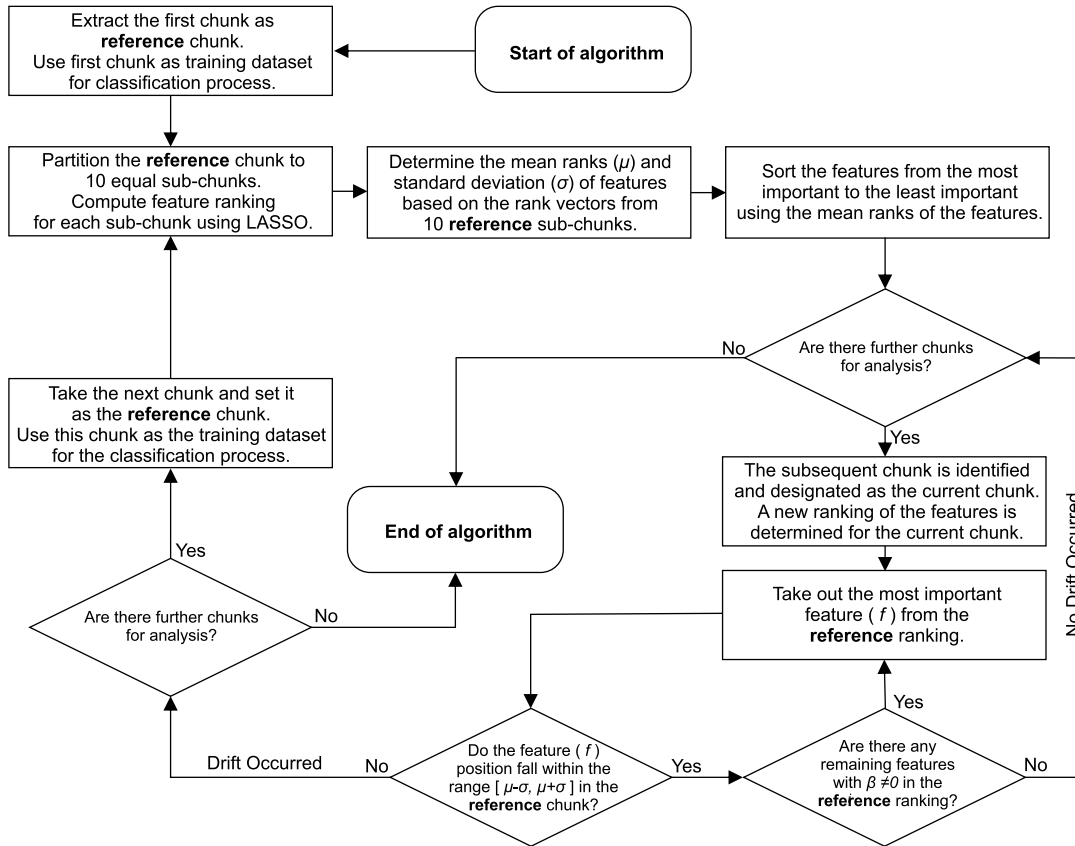 Extract the first chunk as
reference chunk.
Use first chunk as training dataset
for classification process.
Start of algorithm
Partition the reference chunk to
10 equal sub-chunks.
Compute feature ranking
for each sub-chunk using LASSO.
Determine the mean ranks (μ) and
standard deviation (σ) of features
based on the rank vectors from
10 reference sub-chunks.
Sort the features from the most
important to the least important
using the mean ranks of the features.
Are there further chunks
for analysis?
No
Yes
Take the next chunk and set it
as the reference chunk.
Use this chunk as the training dataset
for the classification process.
The subsequent chunk is identified
and designated as the current chunk.
A new ranking of the features is
determined for the current chunk.
End of algorithm
Yes
Are there further chunks
for analysis?
No
Take out the most important
feature ( f ) from the
reference ranking.
No Drift Occurred
Yes
Do the feature ( f )
position fall within the
range [ μ-σ, μ+σ ] in the
reference chunk?
No
Drift Occurred
Yes
Are there any
remaining features
with β ≠0 in the
reference ranking?
No